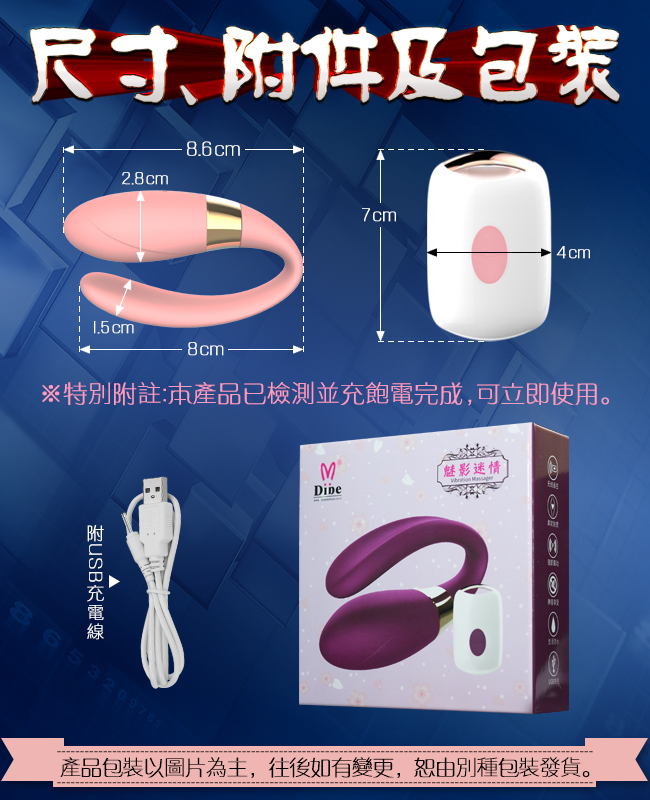 尺寸、附件及包裝
8.6cm
2.8cm
7cm
4cm
1.5cm
8cm
※特別附註:本產品已檢測並充飽電完成,可立即使用。
附USB充電線
M
Dibe
魅影迷情
Vibration Massager
8653209765
產品包裝以圖片為主，往後如有變更，恕由別種包裝發貨。